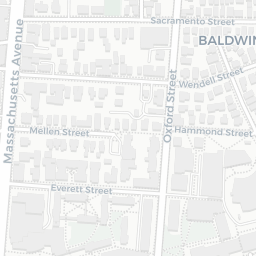 Sacramento Street
BALDWIN
Massachusetts Avenue
Wendell Street
Oxford Street
Mellen Street
Hammond Street
Everett Street